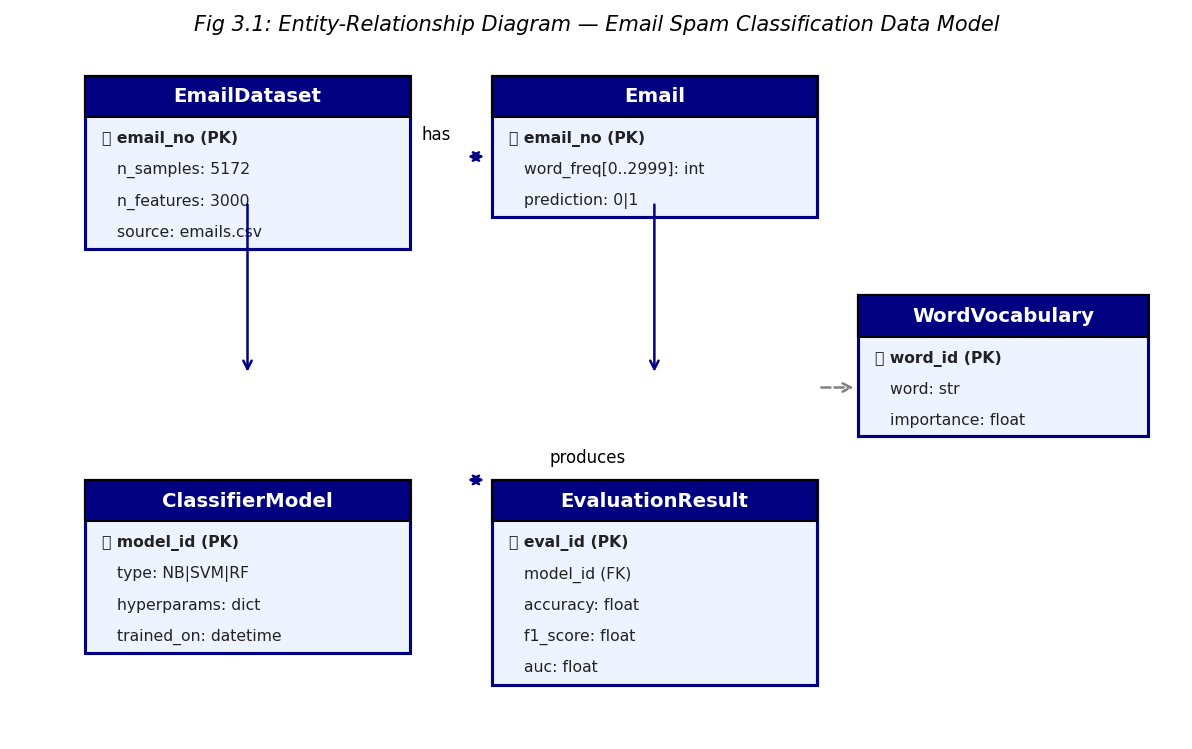 Fig 3.1: Entity-Relationship Diagram — Email Spam Classification Data Model
EmailDataset
email_no (PK)
n_samples: 5172
n_features: 3000
source: emails.csv
has
Email
email_no (PK)
word_freq[0..2999]: int
prediction: 0|1
WordVocabulary
word_id (PK)
word: str
importance: float
ClassifierModel
model_id (PK)
type: NB|SVM|RF
hyperparams: dict
trained_on: datetime
produces
EvaluationResult
eval_id (PK)
model_id (FK)
accuracy: float
f1_score: float
auc: float